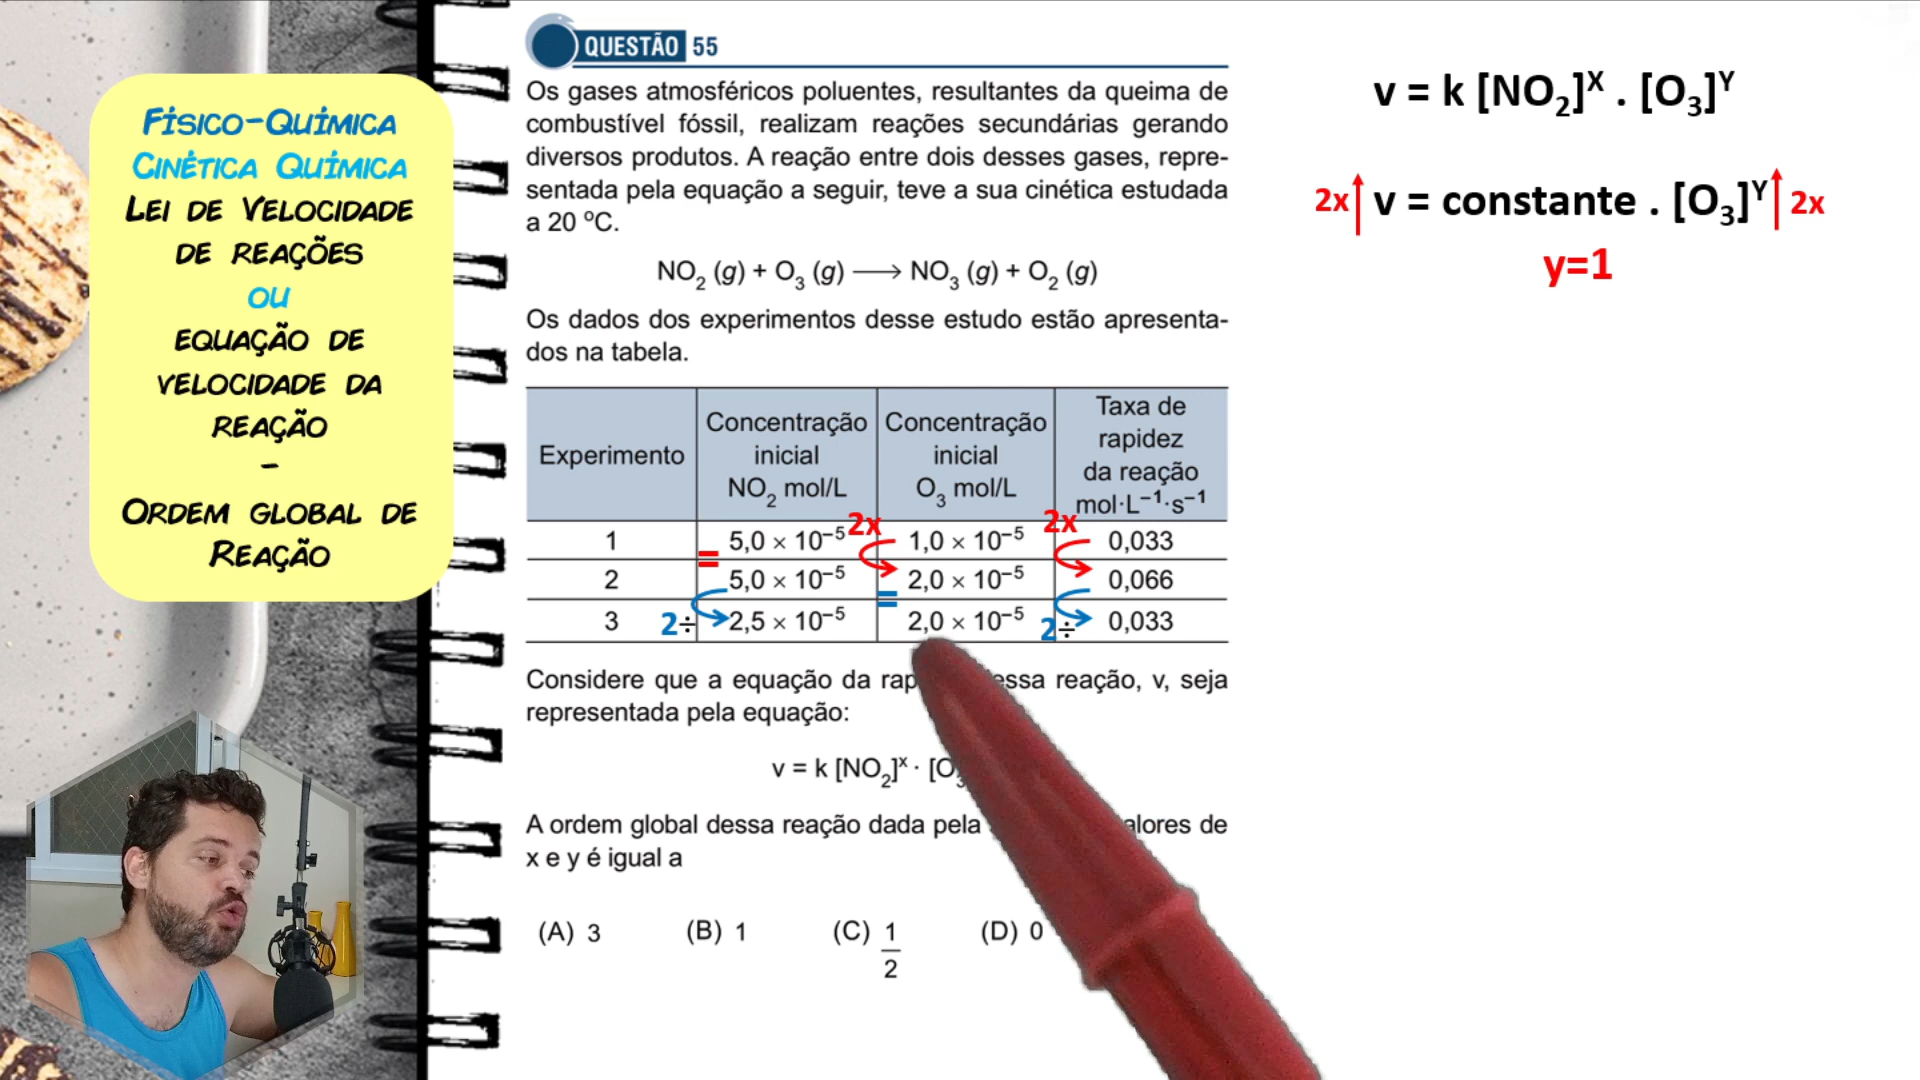 FÍSICO-QUÍMICA
CINÉTICA QUÍMICA
LEI DE VELOCIDADE
DE REAÇÕES
OU
EQUAÇÃO DE
VELOCIDADE DA
REAÇÃO
-
ORDEM GLOBAL DE
REAÇÃO
QUESTÃO 55
Os gases atmosféricos poluentes, resultantes da queima de
combustível fóssil, realizam reações secundárias gerando
diversos produtos. A reação entre dois desses gases, repre-
sentada pela equação a seguir, teve a sua cinética estudada
a 20 ºC.
NO₂ (g) + O₃ (g) ⟶ NO₃ (g) + O₂ (g)
Os dados dos experimentos desse estudo estão apresenta-
dos na tabela.
Experimento | Concentração inicial NO₂ mol/L | Concentração inicial O₃ mol/L | Taxa de rapidez da reação mol·L⁻¹·s⁻¹
1 = 5,0 × 10⁻⁵ 2x 1,0 × 10⁻⁵ 2x 0,033
2 5,0 × 10⁻⁵ = 2,0 × 10⁻⁵ 0,066
3 2÷ 2,5 × 10⁻⁵ 2,0 × 10⁻⁵ 2÷ 0,033
Considere que a equação da rap essa reação, v, seja
representada pela equação:
v = k [NO₂]ˣ · [O₃
A ordem global dessa reação dada pela alores de
x e y é igual a
(A) 3 (B) 1 (C) 1/2 (D) 0
v = k [NO₂]ˣ . [O₃]ʸ
2x v = constante . [O₃]ʸ 2x
y=1